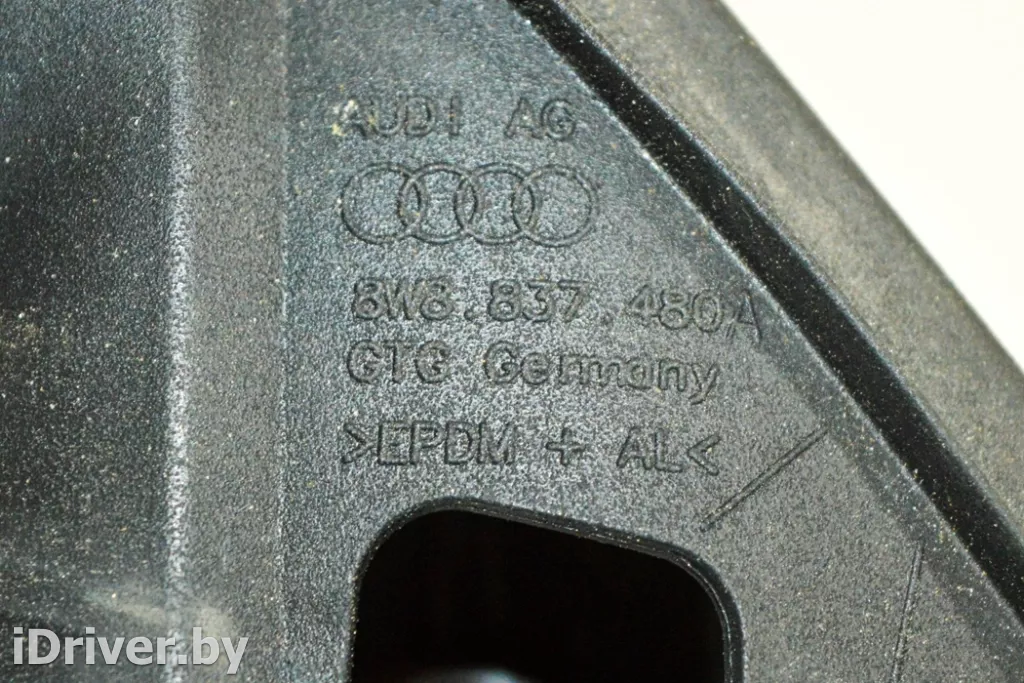 AUDI AG
8W8.837.480A
GTG Germany
>EPDM + AL<
iDriver.by